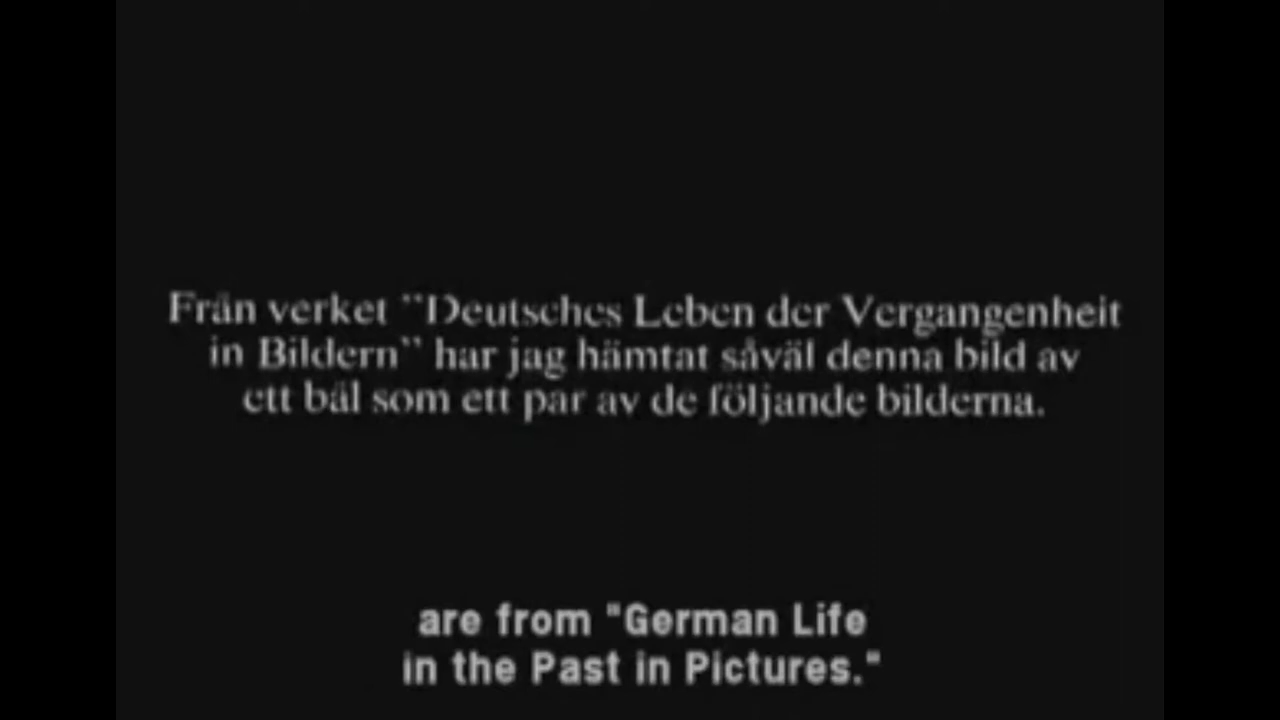 Från verket "Deutsches Leben der Vergangenheit
in Bildern" har jag hämtat såväl denna bild av
ett bål som ett par av de följande bilderna.
are from "German Life
in the Past in Pictures."